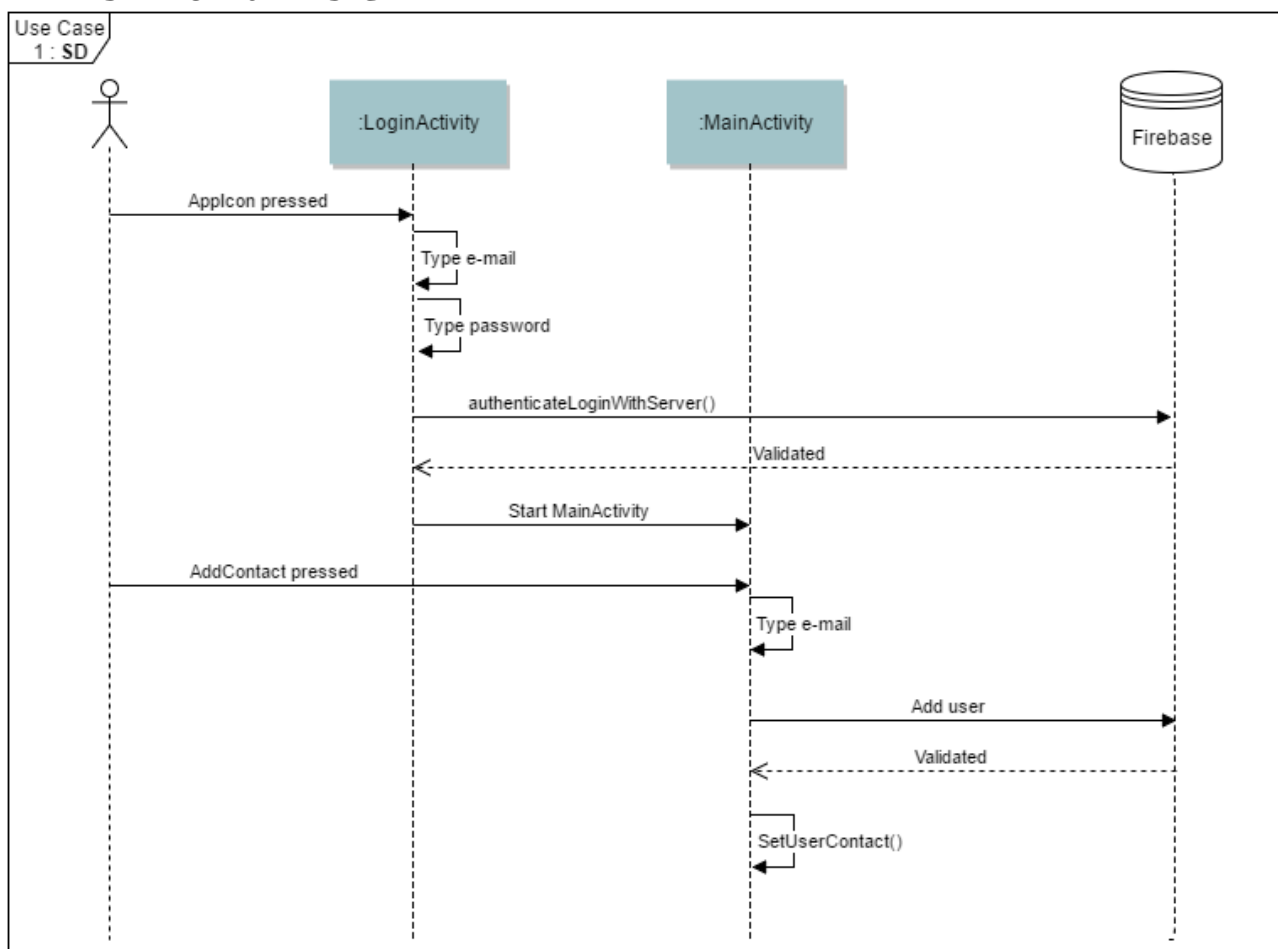 Use Case
1 : SD
:LoginActivity
:MainActivity
Firebase
AppIcon pressed
Type e-mail
Type password
authenticateLoginWithServer()
Validated
Start MainActivity
AddContact pressed
Type e-mail
Add user
Validated
SetUserContact()